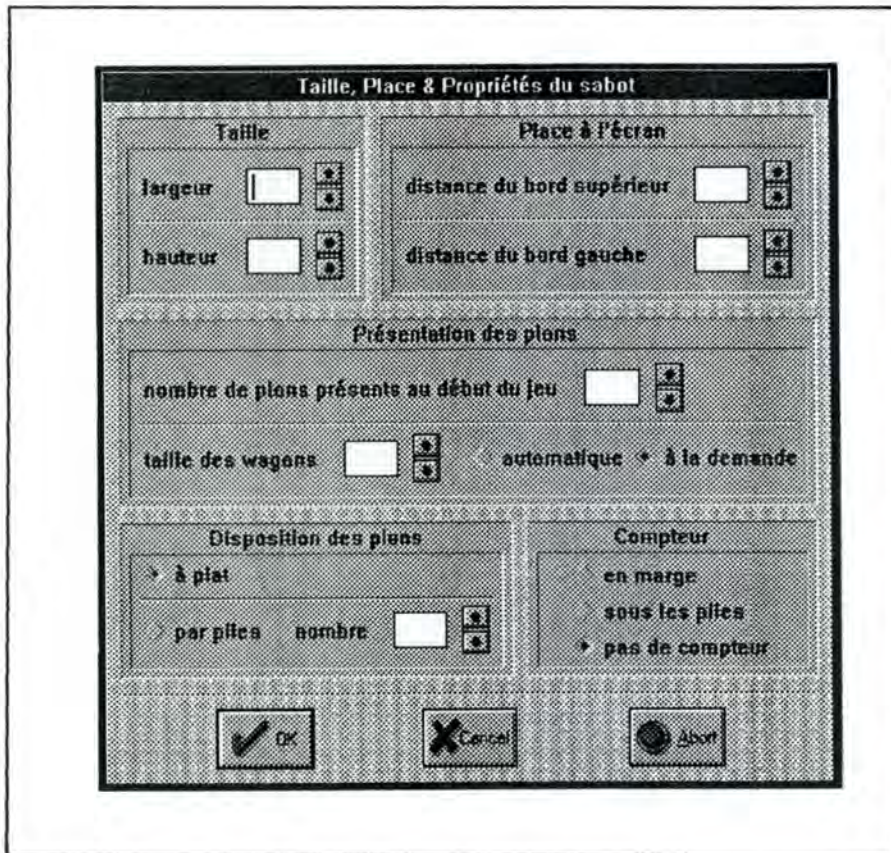 Taille, Place & Propriétés du sabot
Taille
largeur
hauteur
Place à l'écran
distance du bord supérieur
distance du bord gauche
Présentation des pions
nombre de pions présents au début du jeu
taille des wagons automatique à la demande
Disposition des pions
à plat
par piles nombre
Compteur
en marge
sous les piles
pas de compteur
OK Cancel Abort